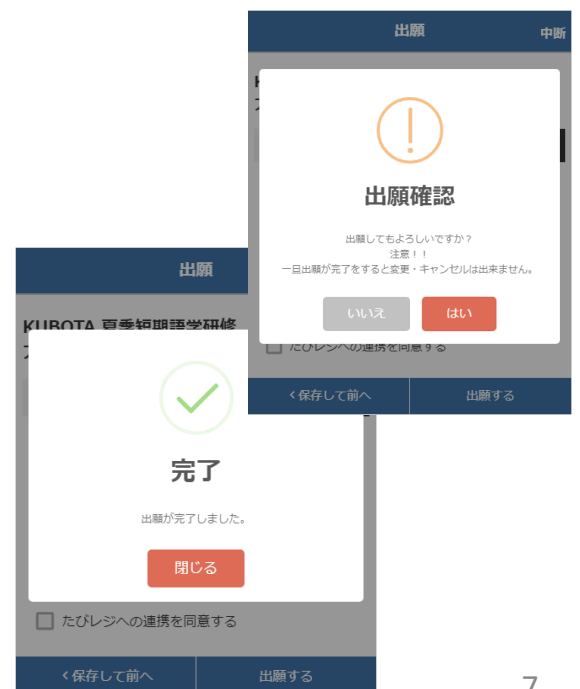 出願
中断
出願確認
出願してもよろしいですか？
注意！！
一旦出願が完了をすると変更・キャンセルは出来ません。
いいえ
はい
たびレジへの連携を同意する
‹ 保存して前へ
出願する
出願
KUBOTA 夏季短期語学研修
完了
出願が完了しました。
閉じる
たびレジへの連携を同意する
‹ 保存して前へ
出願する
7